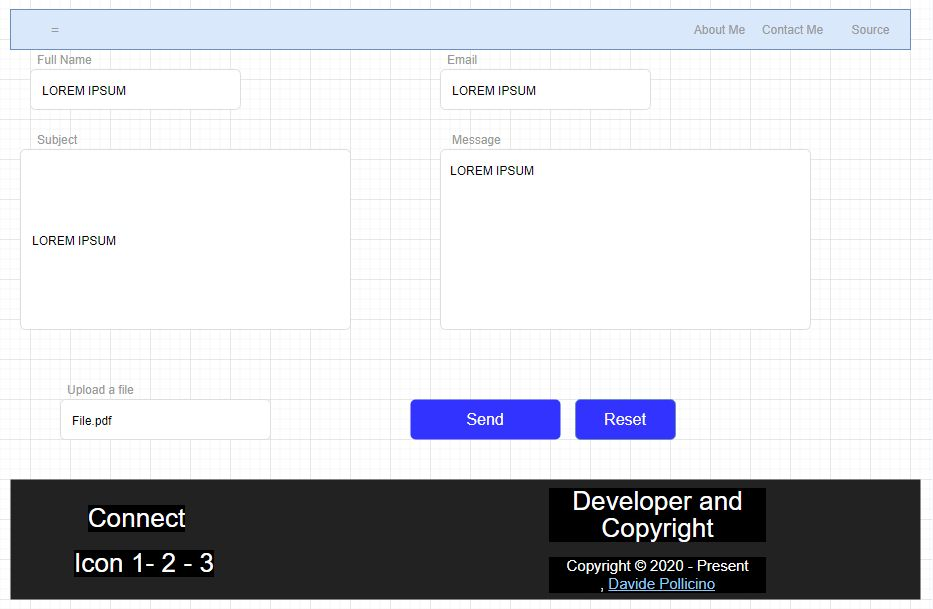 =
About Me
Contact Me
Source
Full Name
Email
LOREM IPSUM
LOREM IPSUM
Subject
Message
LOREM IPSUM
LOREM IPSUM
Upload a file
File.pdf
Send
Reset
Connect
Icon 1- 2 - 3
Developer and
Copyright
Copyright © 2020 - Present
, Davide Pollicino